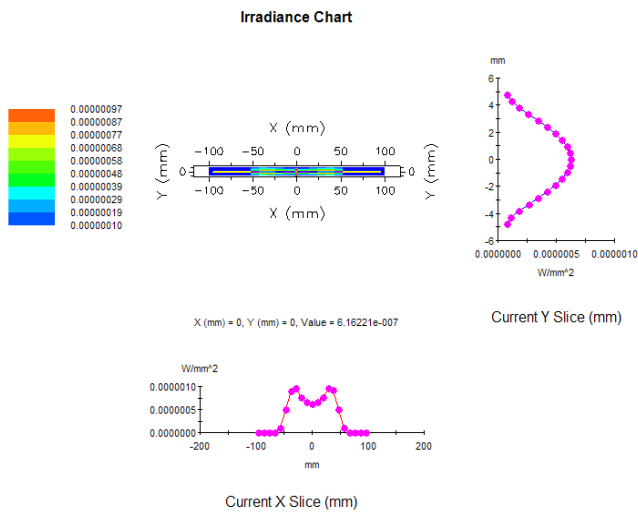 Irradiance Chart
0.00000097
0.00000087
0.00000077
0.00000068
0.00000058
0.00000048
0.00000039
0.00000029
0.00000019
0.00000010
X (mm)
-100 -50 0 50 100
Y (mm) 0 0 Y (mm)
-100 -50 0 50 100
X (mm)
mm
6
4
2
0
-2
-4
-6
0.0000000 0.0000005 0.0000010
W/mm^2
Current Y Slice (mm)
X (mm) = 0, Y (mm) = 0, Value = 6.16221e-007
W/mm^2
0.0000010
0.0000005
0.0000000
-200 -100 0 100 200
mm
Current X Slice (mm)